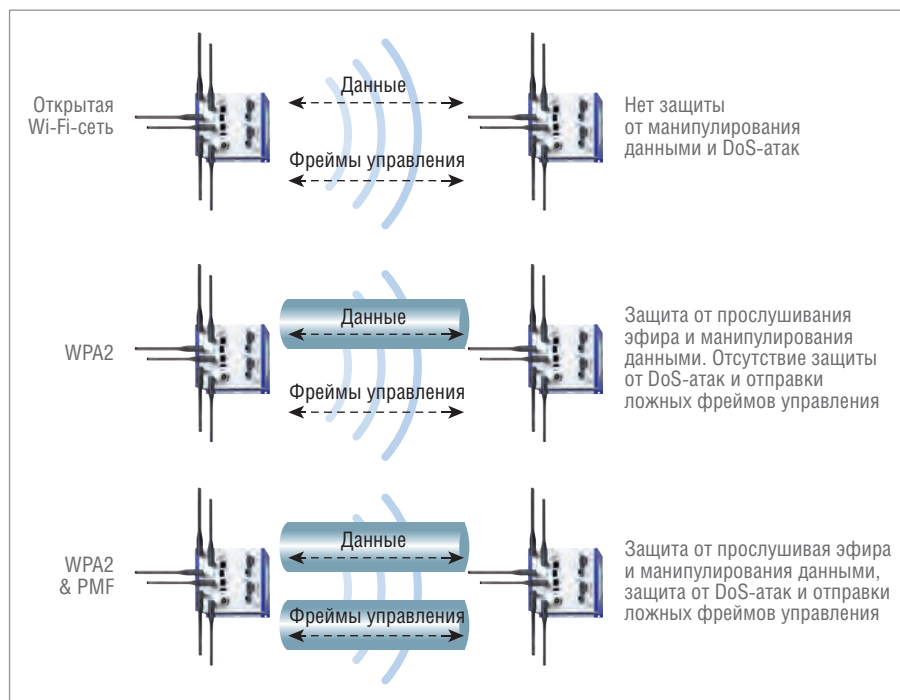 Открытая
Wi-Fi-сеть
Данные
Фреймы управления
Нет защиты
от манипулирования
данными и DoS-атак
WPA2
Данные
Фреймы управления
Защита от прослушивания
эфира и манипулирования
данными. Отсутствие защиты
от DoS-атак и отправки
ложных фреймов управления
WPA2
& PMF
Данные
Фреймы управления
Защита от прослушивая эфира
и манипулирования данными,
защита от DoS-атак и отправки
ложных фреймов управления